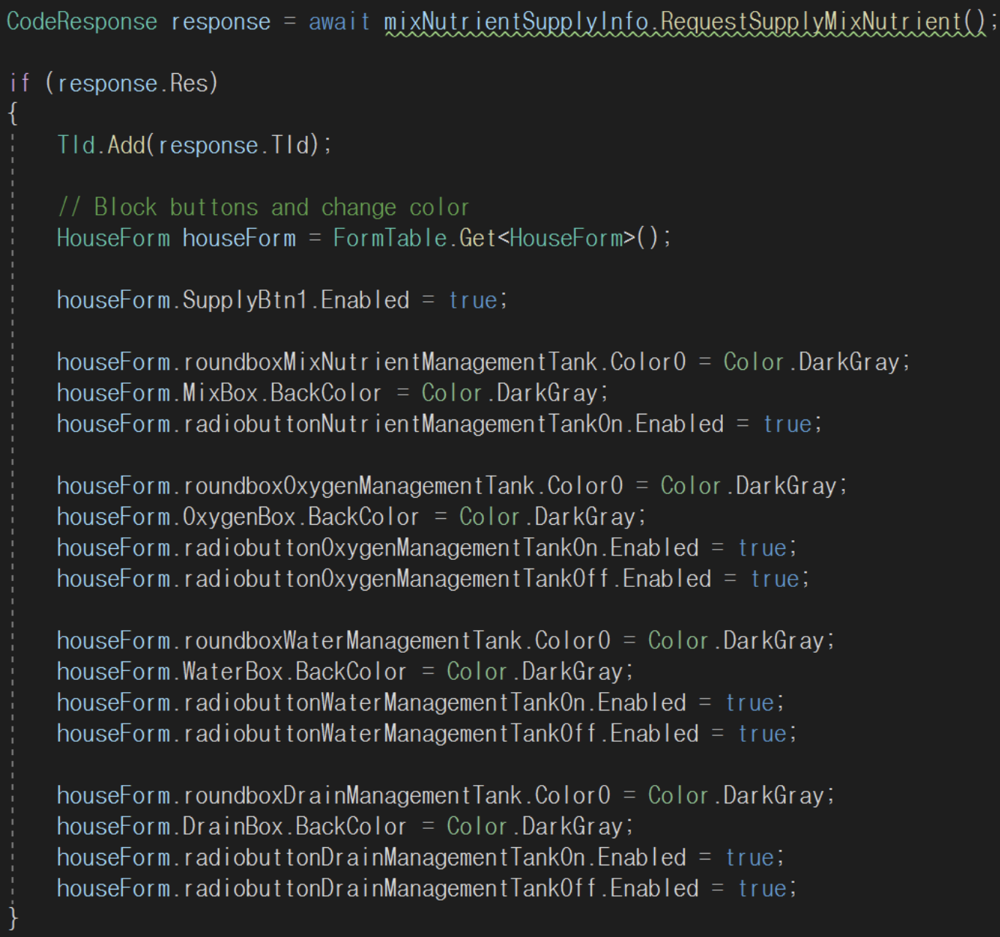 CodeResponse response = await mixNutrientSupplyInfo.RequestSupplyMixNutrient();
if (response.Res)
{
TId.Add(response.TId);
// Block buttons and change color
HouseForm houseForm = FormTable.Get<HouseForm>();
houseForm.SupplyBtn1.Enabled = true;
houseForm.roundboxMixNutrientManagementTank.Color0 = Color.DarkGray;
houseForm.MixBox.BackColor = Color.DarkGray;
houseForm.radiobuttonNutrientManagementTankOn.Enabled = true;
houseForm.roundboxOxygenManagementTank.Color0 = Color.DarkGray;
houseForm.OxygenBox.BackColor = Color.DarkGray;
houseForm.radiobuttonOxygenManagementTankOn.Enabled = true;
houseForm.radiobuttonOxygenManagementTankOff.Enabled = true;
houseForm.roundboxWaterManagementTank.Color0 = Color.DarkGray;
houseForm.WaterBox.BackColor = Color.DarkGray;
houseForm.radiobuttonWaterManagementTankOn.Enabled = true;
houseForm.radiobuttonWaterManagementTankOff.Enabled = true;
houseForm.roundboxDrainManagementTank.Color0 = Color.DarkGray;
houseForm.DrainBox.BackColor = Color.DarkGray;
houseForm.radiobuttonDrainManagementTankOn.Enabled = true;
houseForm.radiobuttonDrainManagementTankOff.Enabled = true;
}